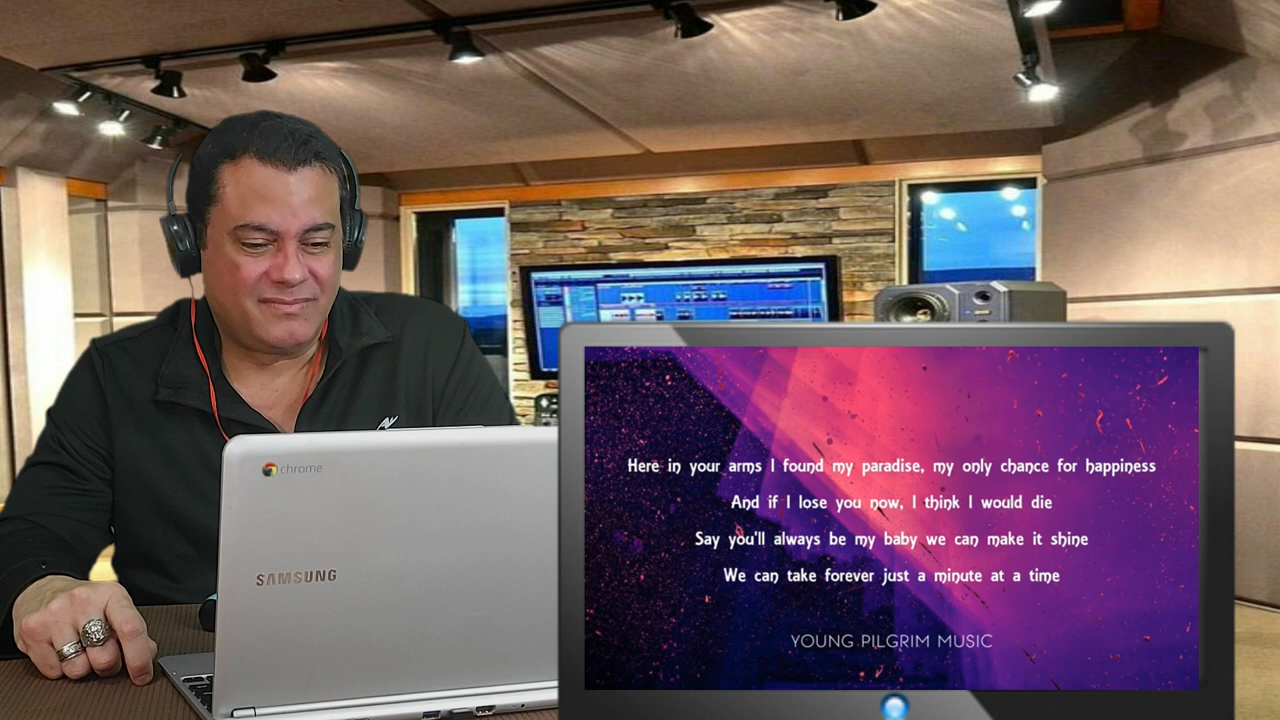 chrome
SAMSUNG
Here in your arms I found my paradise, my only chance for happiness
And if I lose you now, I think I would die
Say you'll always be my baby we can make it shine
We can take forever just a minute at a time
YOUNG PILGRIM MUSIC